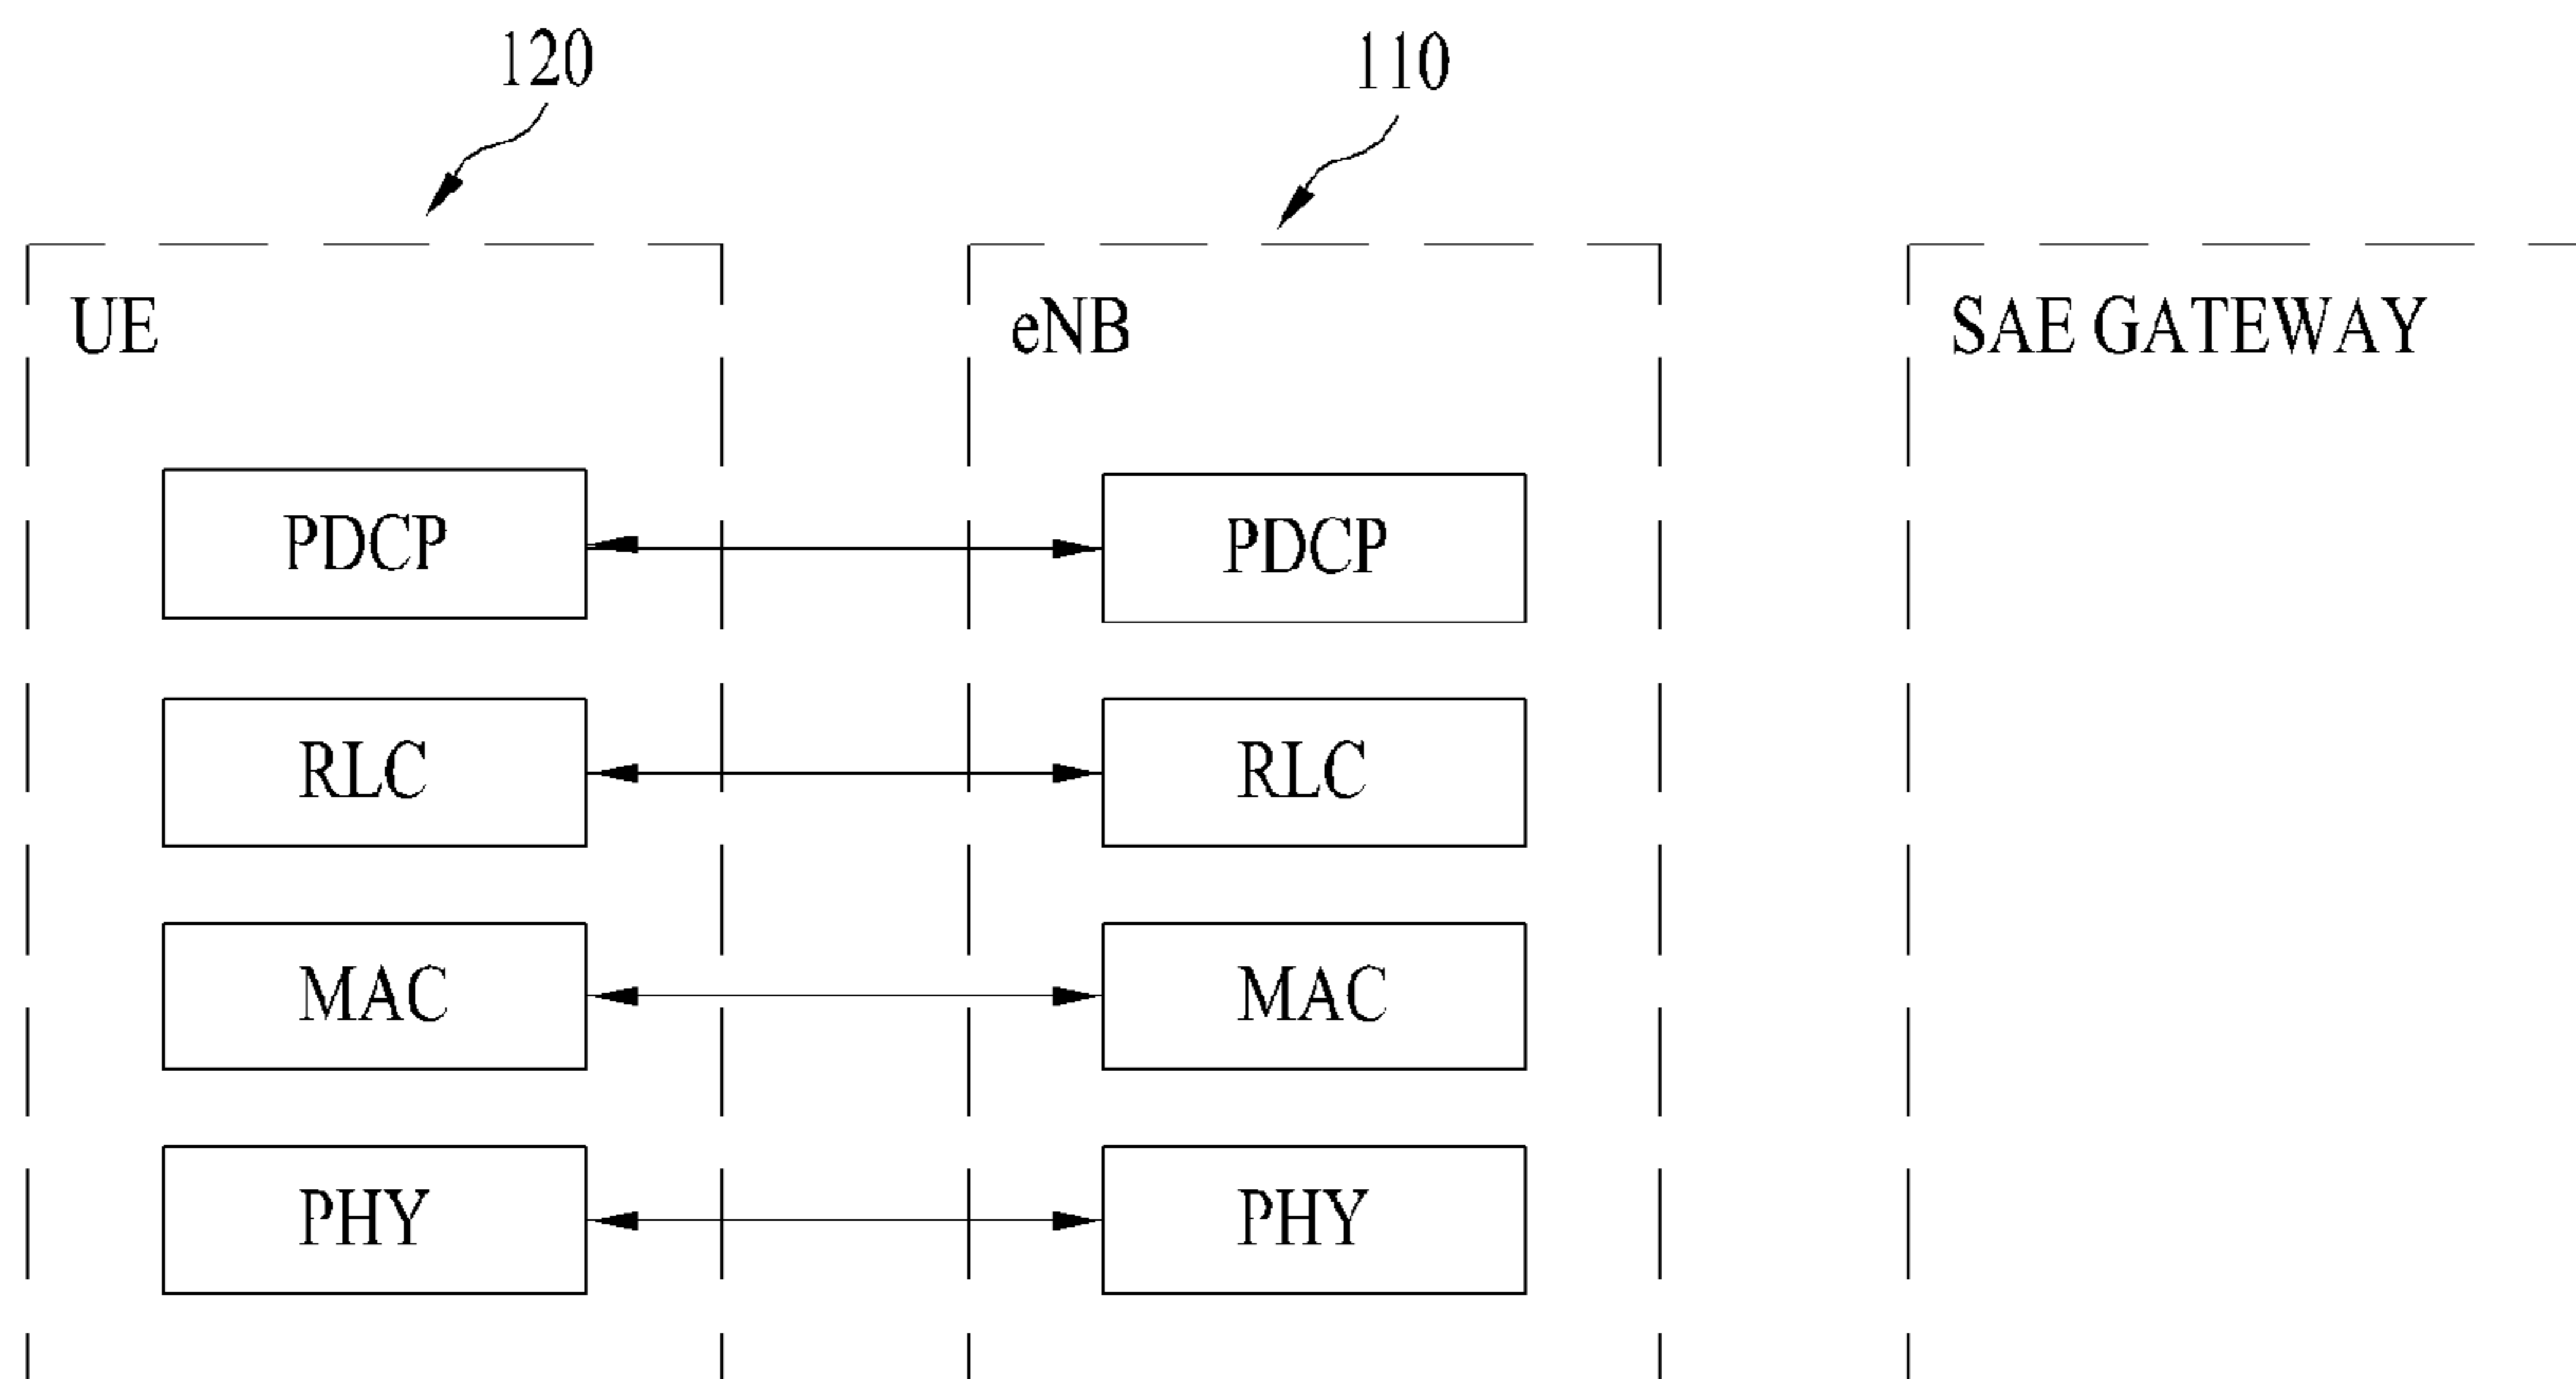 120 110
UE eNB SAE GATEWAY
PDCP PDCP
RLC RLC
MAC MAC
PHY PHY